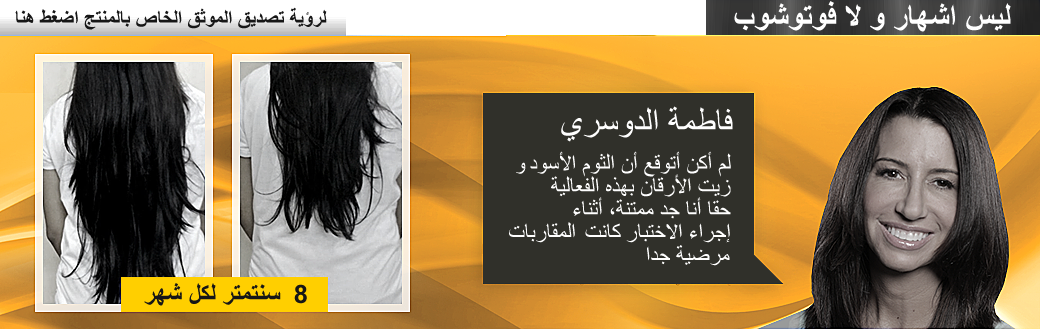 ليس اشهار و لا فوتوشوب
لرؤية تصديق الموثق الخاص بالمنتج اضغط هنا
فاطمة الدوسري
لم أكن أتوقع أن الثوم الأسود و
زيت الأرقان بهذه الفعالية
حقا أنا جد ممتنة، أثناء
إجراء الاختبار كانت المقاربات
مرضية جدا
8 سنتمتر لكل شهر